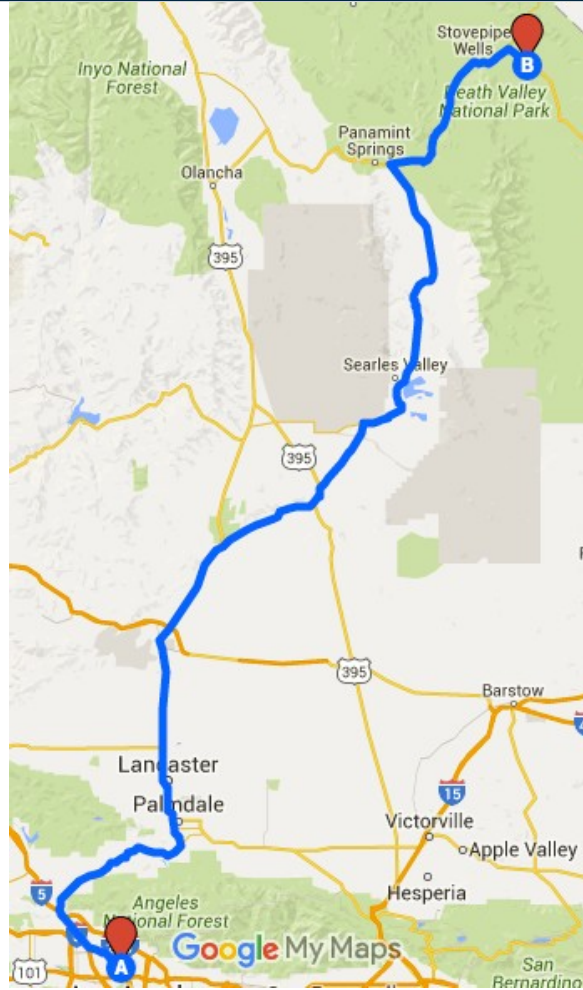 Stovepipe
Wells
B
Death Valley
National Park
Inyo National
Forest
Panamint
Springs
Olancha
395
Searles Valley
395
395
Barstow
Lancaster
15
Palmdale
Victorville
Apple Valley
5
Hesperia
Angeles
National Forest
A
Google My Maps
101
San
Bernardino